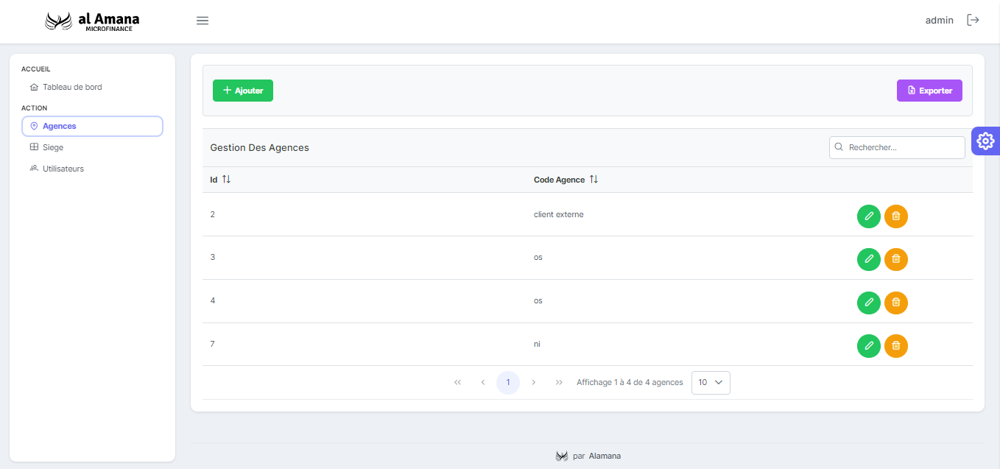 al Amana
MICROFINANCE
admin
ACCUEIL
Tableau de bord
ACTION
Agences
Siege
Utilisateurs
Ajouter
Exporter
Gestion Des Agences
Rechercher...
Id
Code Agence
2 client externe
3 os
4 os
7 ni
1 Affichage 1 à 4 de 4 agences 10
par Alamana